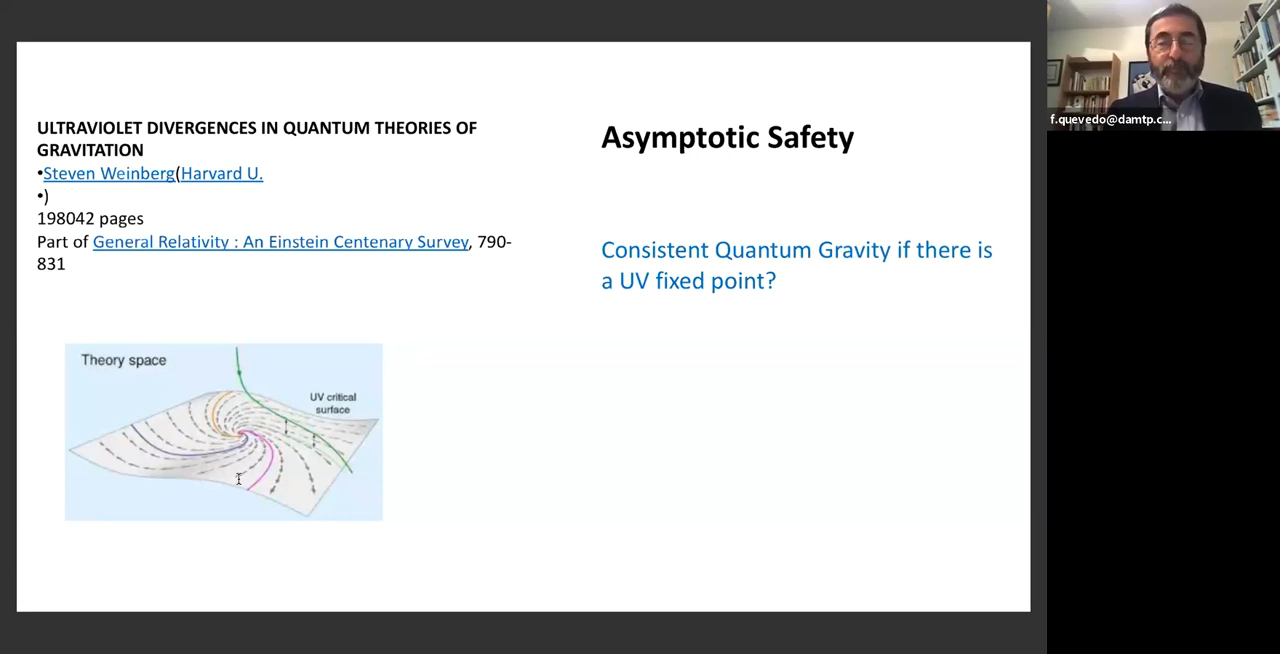 ULTRAVIOLET DIVERGENCES IN QUANTUM THEORIES OF
GRAVITATION
•Steven Weinberg(Harvard U.
•)
198042 pages
Part of General Relativity : An Einstein Centenary Survey, 790-
831
Theory space
UV critical
surface
Asymptotic Safety
Consistent Quantum Gravity if there is
a UV fixed point?
f.quevedo@damtp.c...